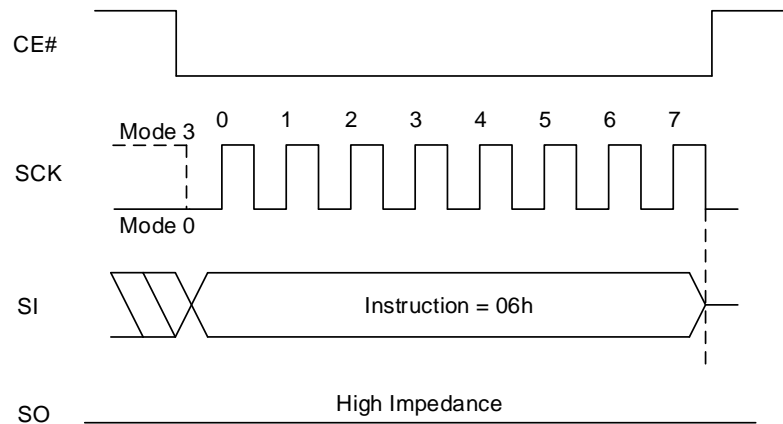 CE#
Mode 3
0 1 2 3 4 5 6 7
SCK
Mode 0
SI
Instruction = 06h
SO
High Impedance